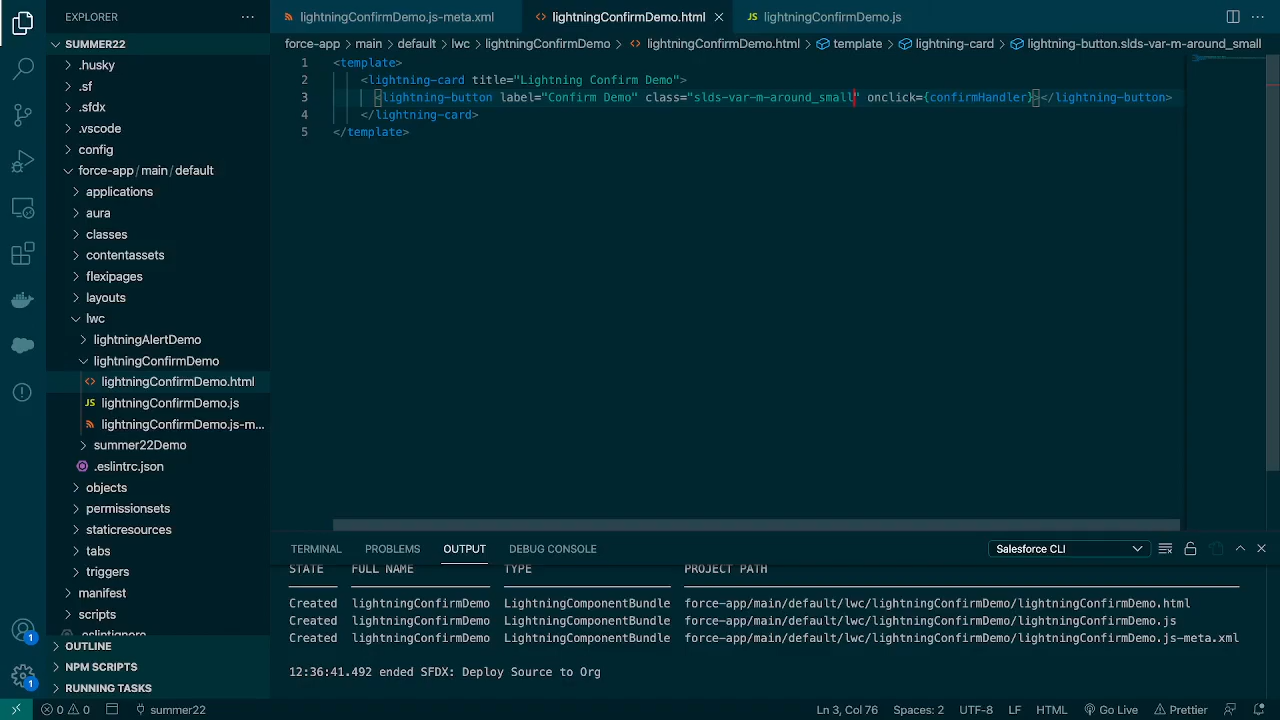 EXPLORER
SUMMER22
.husky
.sf
.sfdx
.vscode
config
force-app/main/default
applications
aura
classes
contentassets
flexipages
layouts
lwc
lightningAlertDemo
lightningConfirmDemo
lightningConfirmDemo.html
lightningConfirmDemo.js
lightningConfirmDemo.js-m...
summer22Demo
.eslintrc.json
objects
permissionsets
staticresources
tabs
triggers
manifest
scripts
.eslintignore
OUTLINE
NPM SCRIPTS
RUNNING TASKS
1
1
lightningConfirmDemo.js-meta.xml
lightningConfirmDemo.html
JS lightningConfirmDemo.js
force-app > main > default > lwc > lightningConfirmDemo > lightningConfirmDemo.html > template > lightning-card > lightning-button.slds-var-m-around_small
1 <template>
2 <lightning-card title="Lightning Confirm Demo">
3 <lightning-button label="Confirm Demo" class="slds-var-m-around_small" onclick={confirmHandler}></lightning-button>
4 </lightning-card>
5 </template>
TERMINAL PROBLEMS OUTPUT DEBUG CONSOLE
Salesforce CLI
STATE FULL NAME TYPE PROJECT PATH
Created lightningConfirmDemo LightningComponentBundle force-app/main/default/lwc/lightningConfirmDemo/lightningConfirmDemo.html
Created lightningConfirmDemo LightningComponentBundle force-app/main/default/lwc/lightningConfirmDemo/lightningConfirmDemo.js
Created lightningConfirmDemo LightningComponentBundle force-app/main/default/lwc/lightningConfirmDemo/lightningConfirmDemo.js-meta.xml
12:36:41.492 ended SFDX: Deploy Source to Org
0 0 summer22 Ln 3, Col 76 Spaces: 2 UTF-8 LF HTML Go Live Prettier